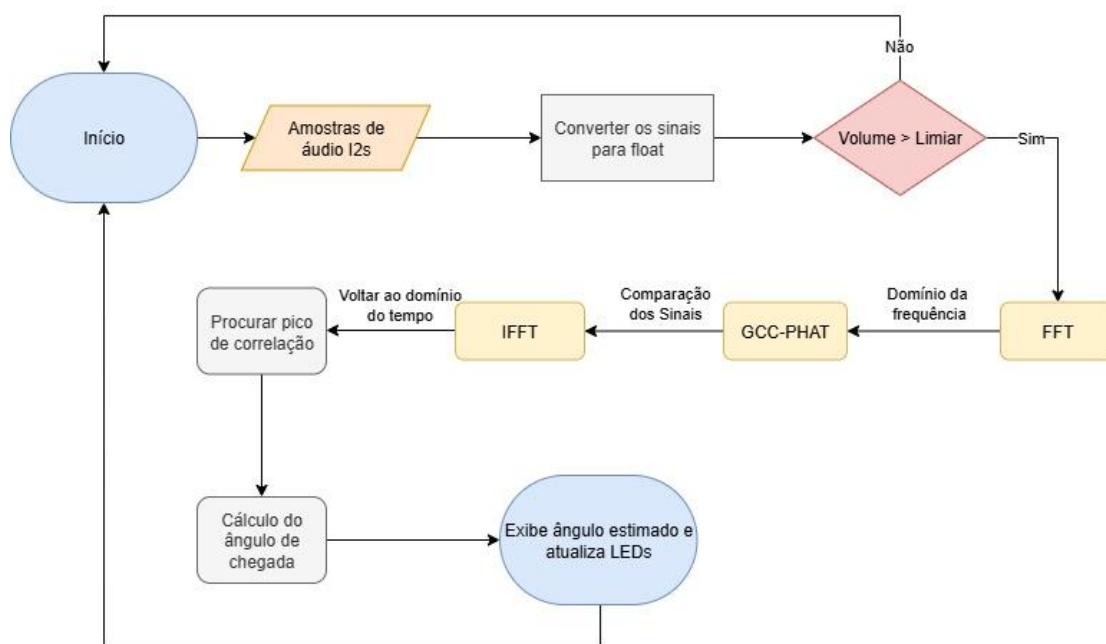 Não
Início
Amostras de
áudio I2s
Converter os sinais
para float
Volume > Limiar
Sim
Voltar ao domínio
do tempo
Comparação
dos Sinais
Domínio da
frequência
Procurar pico
de correlação
IFFT
GCC-PHAT
FFT
Cálculo do
ângulo de
chegada
Exibe ângulo estimado e
atualiza LEDs